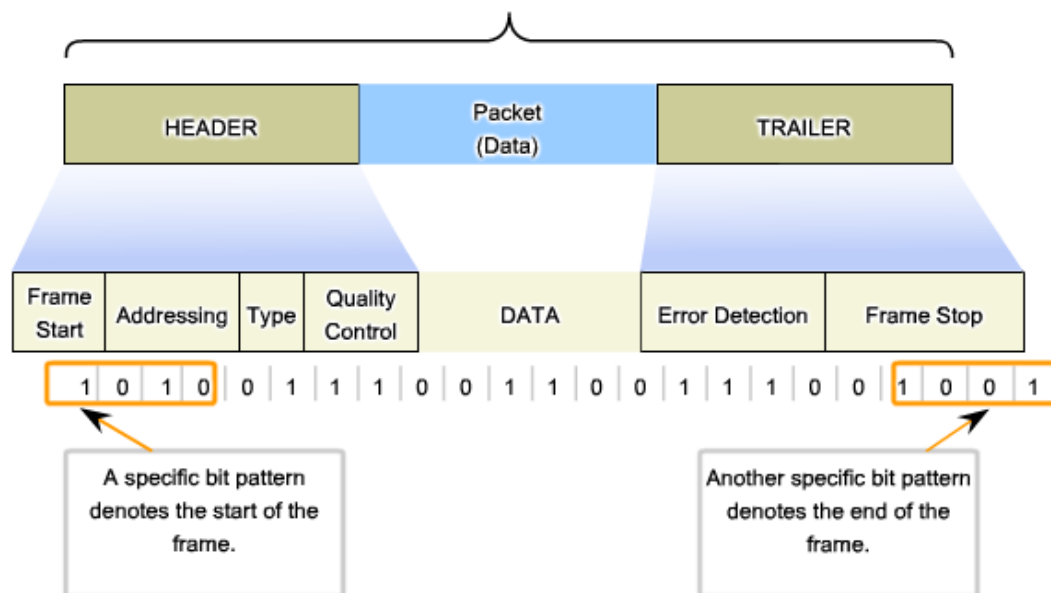 HEADER
Packet
(Data)
TRAILER
Frame
Start
Addressing
Type
Quality
Control
DATA
Error Detection
Frame Stop
1 0 1 0 0 1 1 1 1 0 0 1 1 0 0 1 1 1 0 0 1 0 0 1
A specific bit pattern
denotes the start of the
frame.
Another specific bit pattern
denotes the end of the
frame.